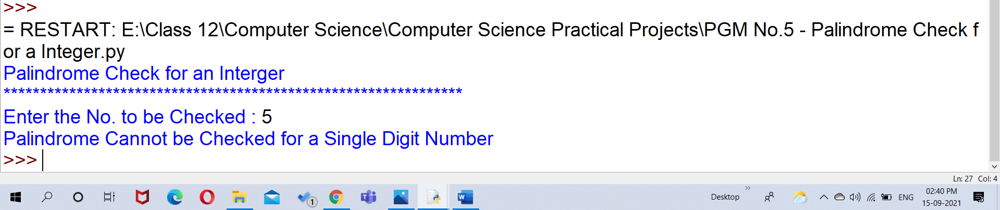 >>>
= RESTART: E:\Class 12\Computer Science\Computer Science Practical Projects\PGM No.5 - Palindrome Check f
or a Integer.py
Palindrome Check for an Interger
***************************************************************
Enter the No. to be Checked : 5
Palindrome Cannot be Checked for a Single Digit Number
>>>
Ln: 27 Col: 4
1
T
W
Desktop
»
ENG
02:40 PM
15-09-2021